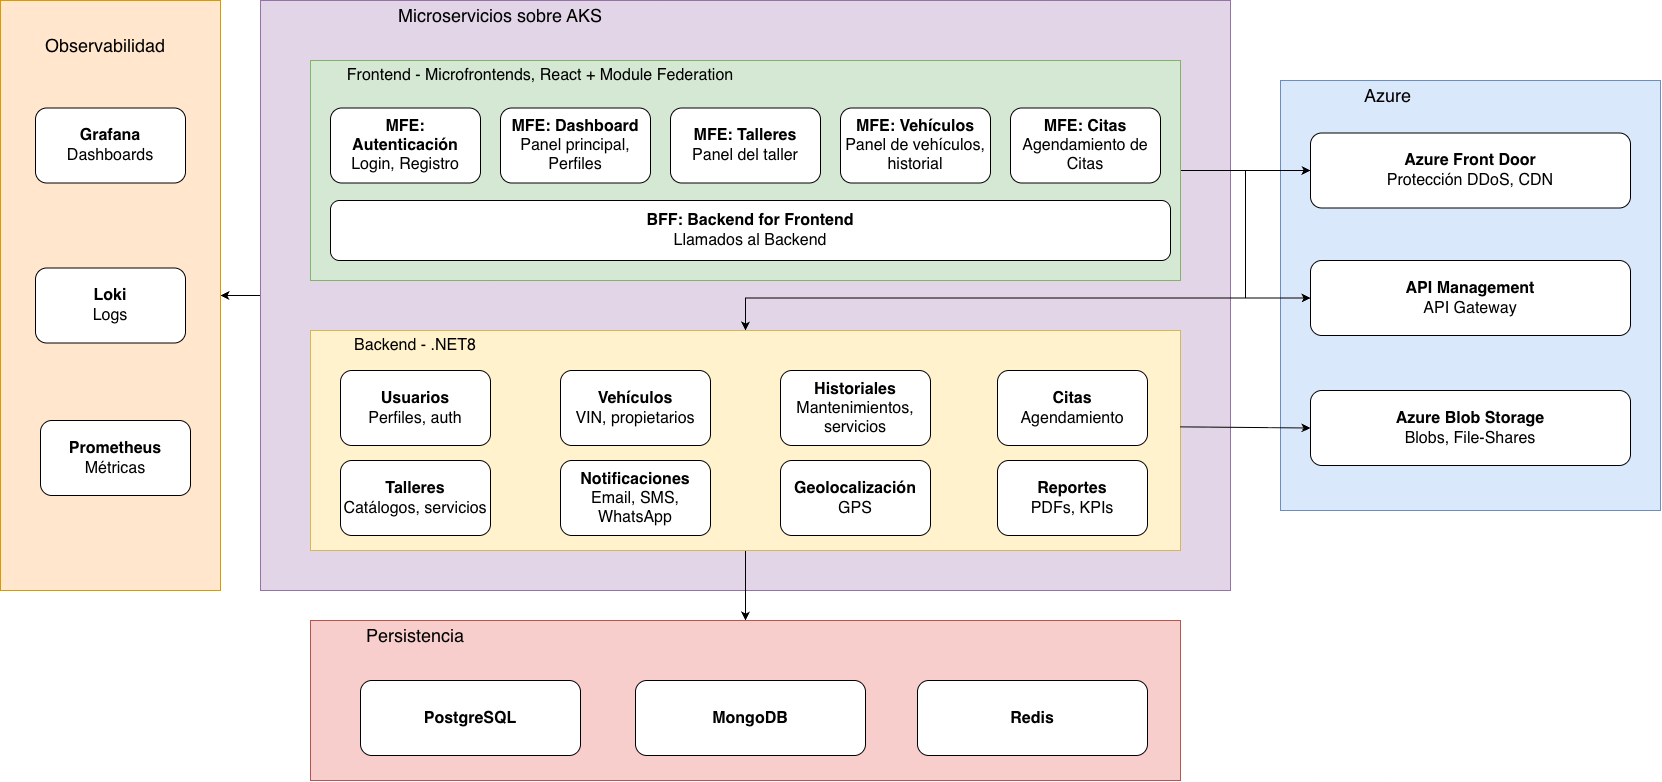 Observabilidad
Grafana
Dashboards
Loki
Logs
Prometheus
Métricas
Microservicios sobre AKS
Frontend - Microfrontends, React + Module Federation
MFE:
Autenticación
Login, Registro
MFE: Dashboard
Panel principal,
Perfiles
MFE: Talleres
Panel del taller
MFE: Vehículos
Panel de vehículos,
historial
MFE: Citas
Agendamiento de
Citas
BFF: Backend for Frontend
Llamados al Backend
Backend - .NET8
Usuarios
Perfiles, auth
Vehículos
VIN, propietarios
Historiales
Mantenimientos,
servicios
Citas
Agendamiento
Talleres
Catálogos, servicios
Notificaciones
Email, SMS,
WhatsApp
Geolocalización
GPS
Reportes
PDFs, KPIs
Azure
Azure Front Door
Protección DDoS, CDN
API Management
API Gateway
Azure Blob Storage
Blobs, File-Shares
Persistencia
PostgreSQL
MongoDB
Redis